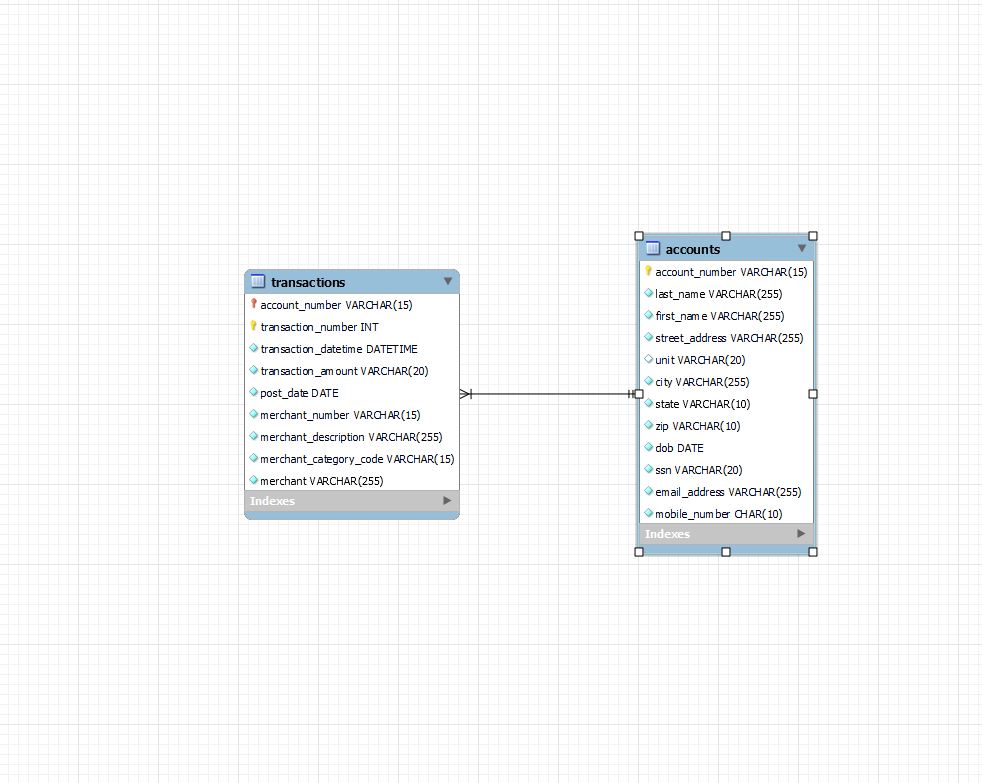 transactions
account_number VARCHAR(15)
transaction_number INT
transaction_datetime DATETIME
transaction_amount VARCHAR(20)
post_date DATE
merchant_number VARCHAR(15)
merchant_description VARCHAR(255)
merchant_category_code VARCHAR(15)
merchant VARCHAR(255)
Indexes
accounts
account_number VARCHAR(15)
last_name VARCHAR(255)
first_name VARCHAR(255)
street_address VARCHAR(255)
unit VARCHAR(20)
city VARCHAR(255)
state VARCHAR(10)
zip VARCHAR(10)
dob DATE
ssn VARCHAR(20)
email_address VARCHAR(255)
mobile_number CHAR(10)
Indexes